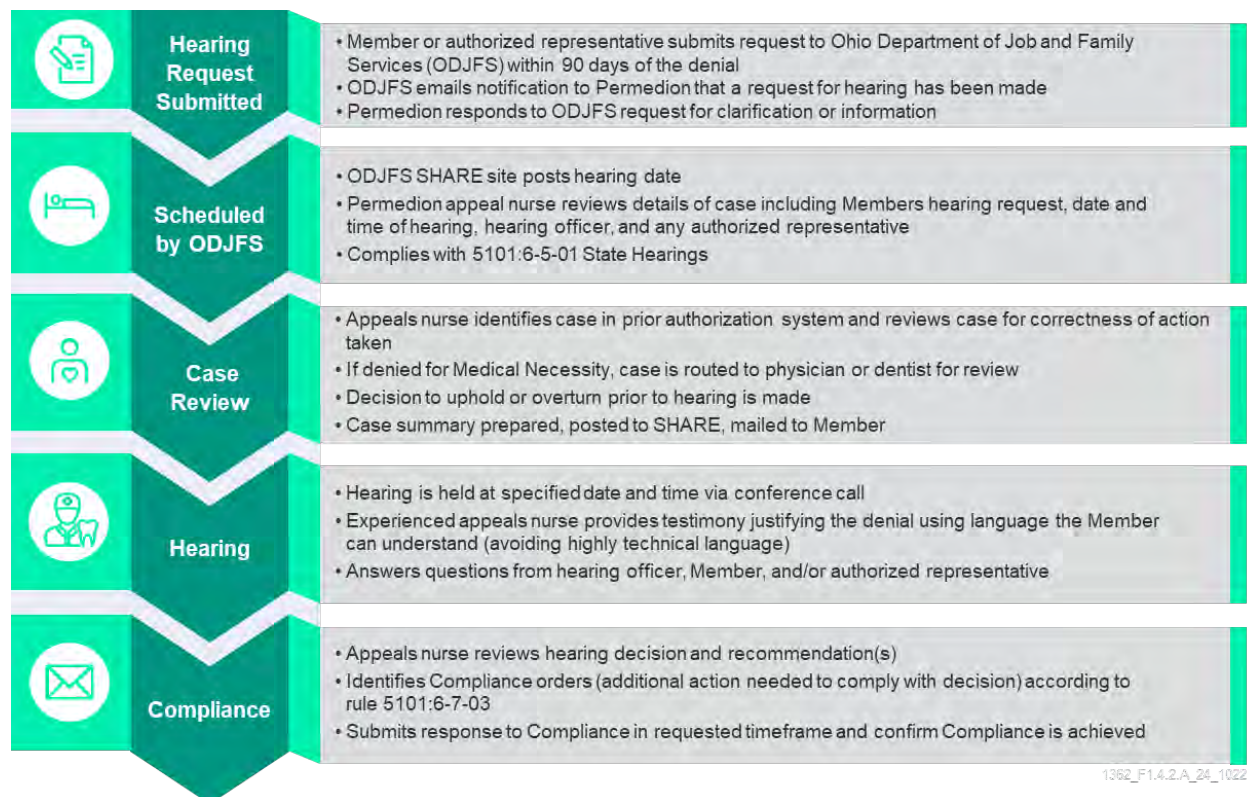 Hearing
Request
Submitted
• Member or authorized representative submits request to Ohio Department of Job and Family
Services (ODJFS) within 90 days of the denial
• ODJFS emails notification to Permedion that a request for hearing has been made
• Permedion responds to ODJFS request for clarification or information
Scheduled
by ODJFS
• ODJFS SHARE site posts hearing date
• Permedion appeal nurse reviews details of case including Members hearing request, date and
time of hearing, hearing officer, and any authorized representative
• Complies with 5101:6-5-01 State Hearings
Case
Review
• Appeals nurse identifies case in prior authorization system and reviews case for correctness of action
taken
• If denied for Medical Necessity, case is routed to physician or dentist for review
• Decision to uphold or overturn prior to hearing is made
• Case summary prepared, posted to SHARE, mailed to Member
Hearing
• Hearing is held at specified date and time via conference call
• Experienced appeals nurse provides testimony justifying the denial using language the Member
can understand (avoiding highly technical language)
• Answers questions from hearing officer, Member, and/or authorized representative
Compliance
• Appeals nurse reviews hearing decision and recommendation(s)
• Identifies Compliance orders (additional action needed to comply with decision) according to
rule 5101:6-7-03
• Submits response to Compliance in requested timeframe and confirm Compliance is achieved
1362_F1.4.2.A_24_1022